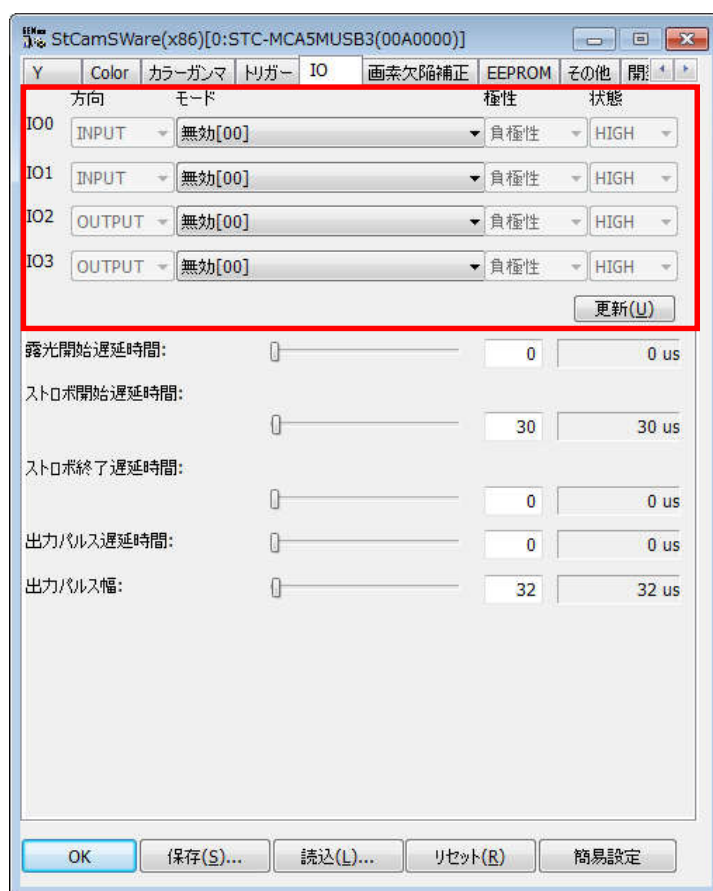 StCamSWare(x86)[0:STC-MCA5MUSB3(00A0000)]
Y Color カラーガンマ トリガー IO 画素欠陥補正 EEPROM その他
方向 モード 極性 状態
IO0 INPUT 無効[00] 負極性 HIGH
IO1 INPUT 無効[00] 負極性 HIGH
IO2 OUTPUT 無効[00] 負極性 HIGH
IO3 OUTPUT 無効[00] 負極性 HIGH
更新(U)
露光開始遅延時間: 0 0 us
ストロボ開始遅延時間:
30 30 us
ストロボ終了遅延時間:
0 0 us
出力パルス遅延時間: 0 0 us
出力パルス幅: 32 32 us
OK 保存(S)... 読込(L)... リセット(R) 簡易設定